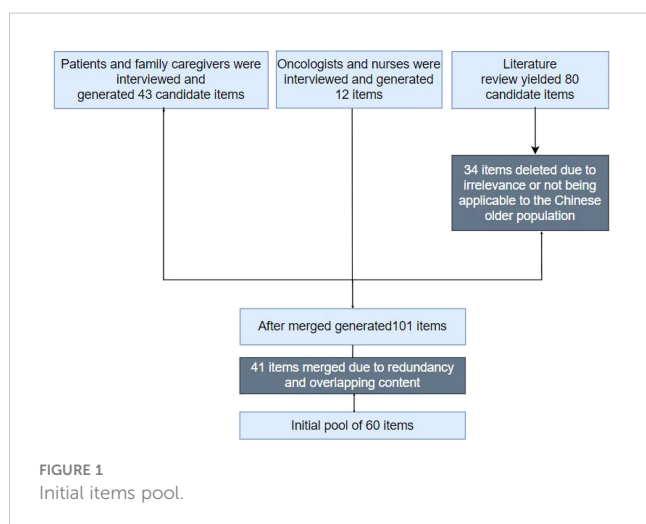 Patients and family caregivers were
interviewed and
generated 43 candidate items
Oncologists and nurses were
interviewed and generated
12 items
Literature
review yielded 80
candidate items
34 items deleted due to
irrelevance or not being
applicable to the Chinese
older population
After merged generated101 items
41 items merged due to redundancy
and overlapping content
Initial pool of 60 items
FIGURE 1
Initial items pool.